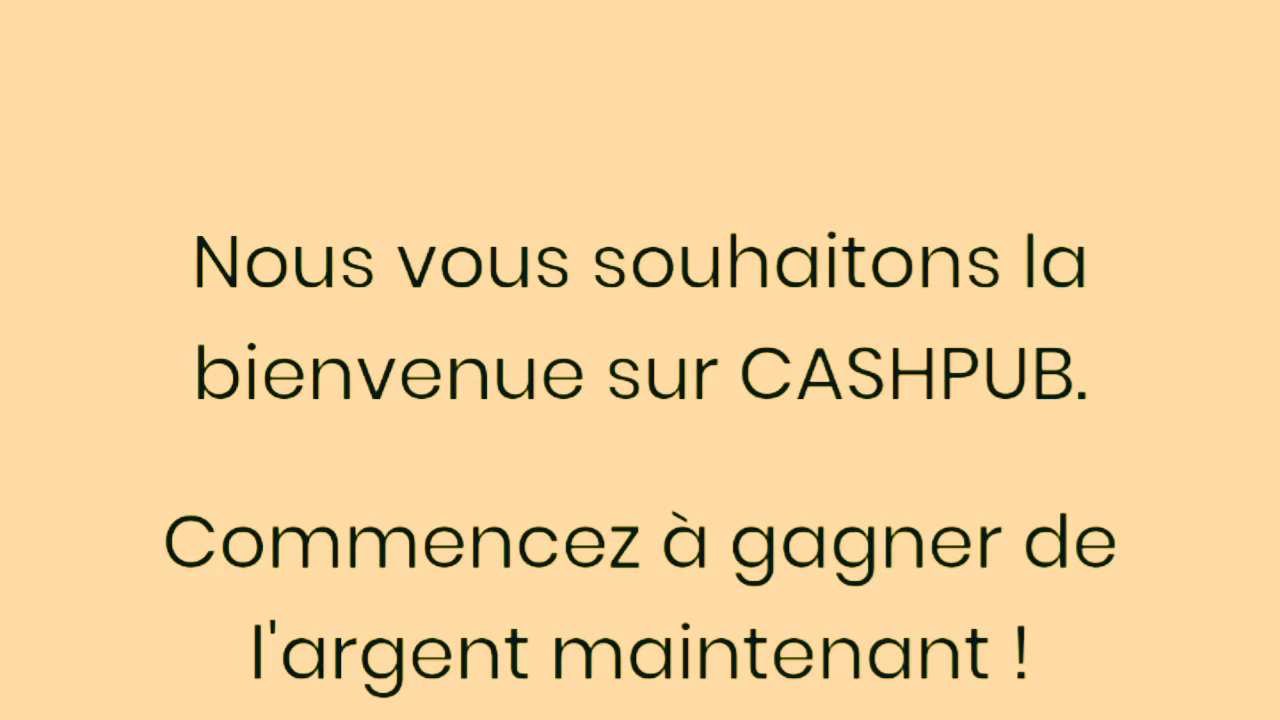 Nous vous souhaitons la
bienvenue sur CASHPUB.
Commencez à gagner de
l'argent maintenant !